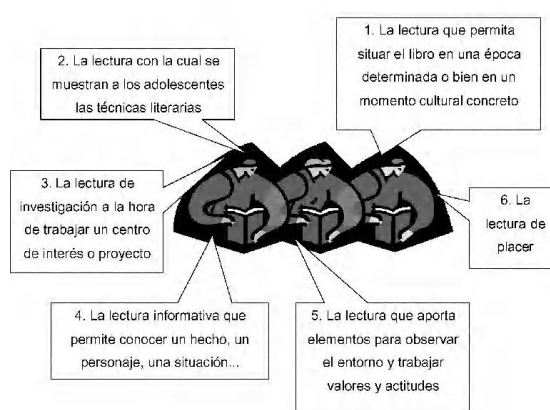 1. La lectura que permita
situar el libro en una época
determinada o bien en un
momento cultural concreto
2. La lectura con la cual se
muestran a los adolescentes
las técnicas literarias
3. La lectura de
investigación a la hora
de trabajar un centro
de interés o proyecto
4. La lectura informativa que
permite conocer un hecho, un
personaje, una situación...
5. La lectura que aporta
elementos para observar
el entorno y trabajar
valores y actitudes
6. La
lectura de
placer